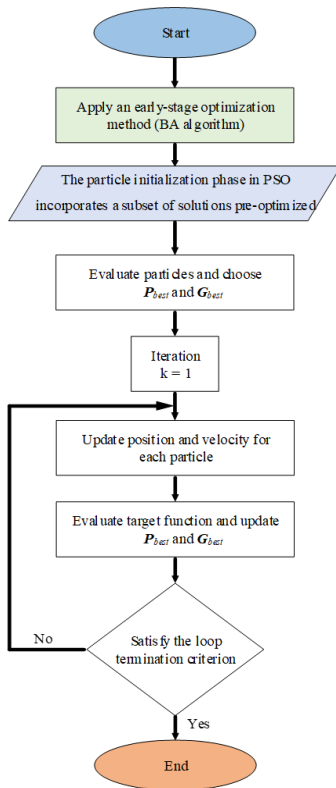 Start
Apply an early-stage optimization
method (BA algorithm)
The particle initialization phase in PSO
incorporates a subset of solutions pre-optimized
Evaluate particles and choose
Pbest and Gbest
Iteration
k = 1
Update position and velocity for
each particle
Evaluate target function and update
Pbest and Gbest
No
Satisfy the loop
termination criterion
Yes
End